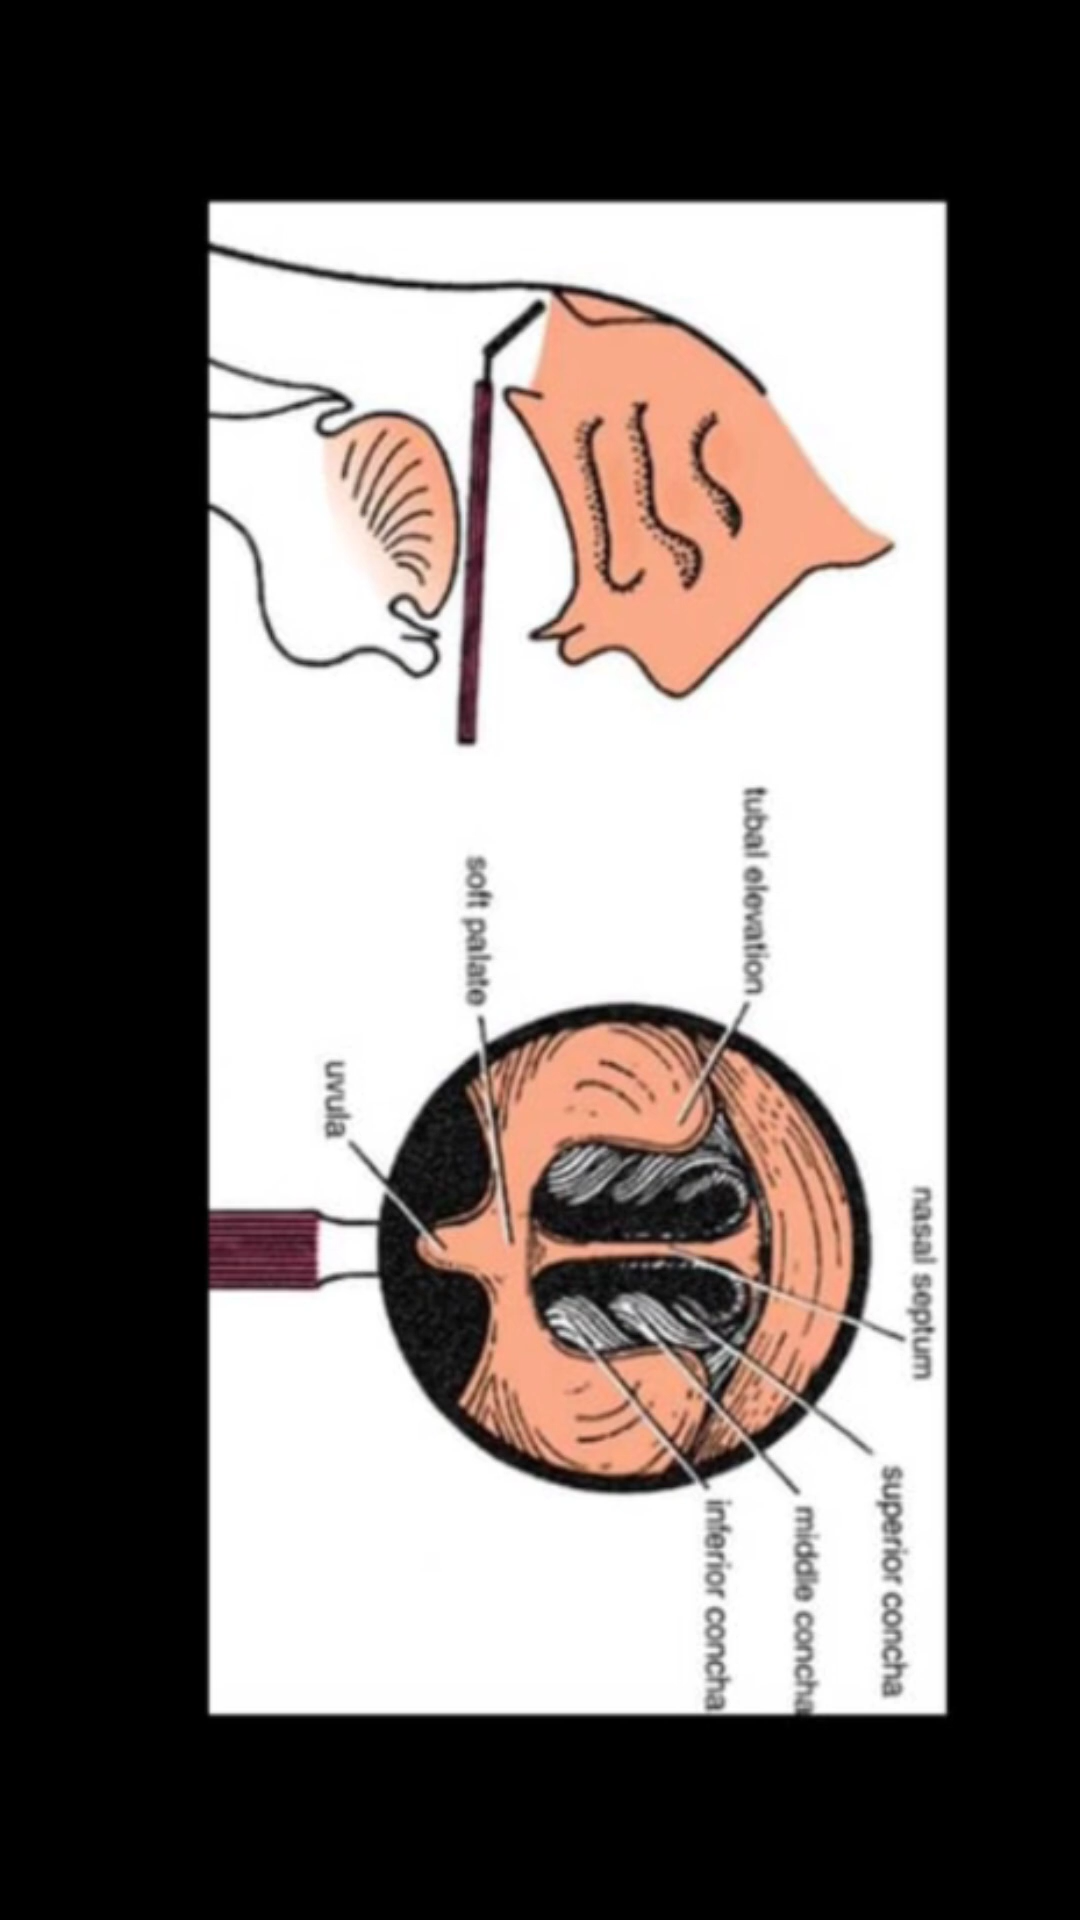 nasal septum
superior concha
middle concha
inferior concha
tubal elevation
soft palate
uvula